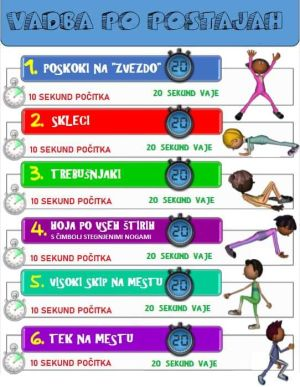 VADBA PO POSTAJAH
1. POSKOKI NA "ZVEZDO" 20
10 SEKUND POČITKA 20 SEKUND VAJE
2. SKLECI 20
10 SEKUND POČITKA 20 SEKUND VAJE
3. TREBUŠNJAKI 20
10 SEKUND POČITKA 20 SEKUND VAJE
4. HOJA PO VSEH ŠTIRIH 20
S ČIMBOLJ STEGNJENIMI NOGAMI
10 SEKUND POČITKA 20 SEKUND VAJE
5. VISOKI SKIP NA MESTU 20
10 SEKUND POČITKA 20 SEKUND VAJE
6. TEK NA MESTU 20
10 SEKUND POČITKA 20 SEKUND VAJE